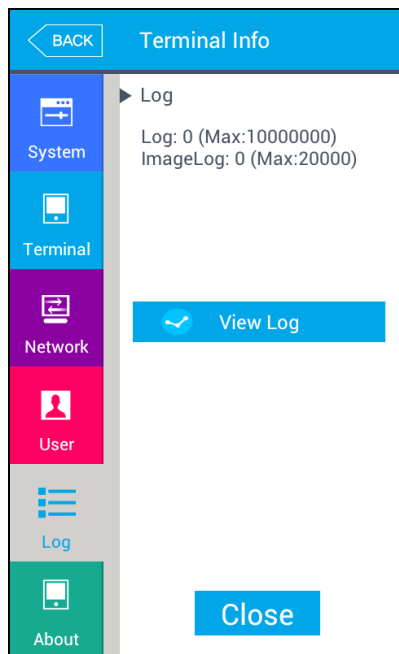 BACK
Terminal Info
System
Terminal
Network
User
Log
About
Log
Log: 0 (Max:10000000)
ImageLog: 0 (Max:20000)
View Log
Close